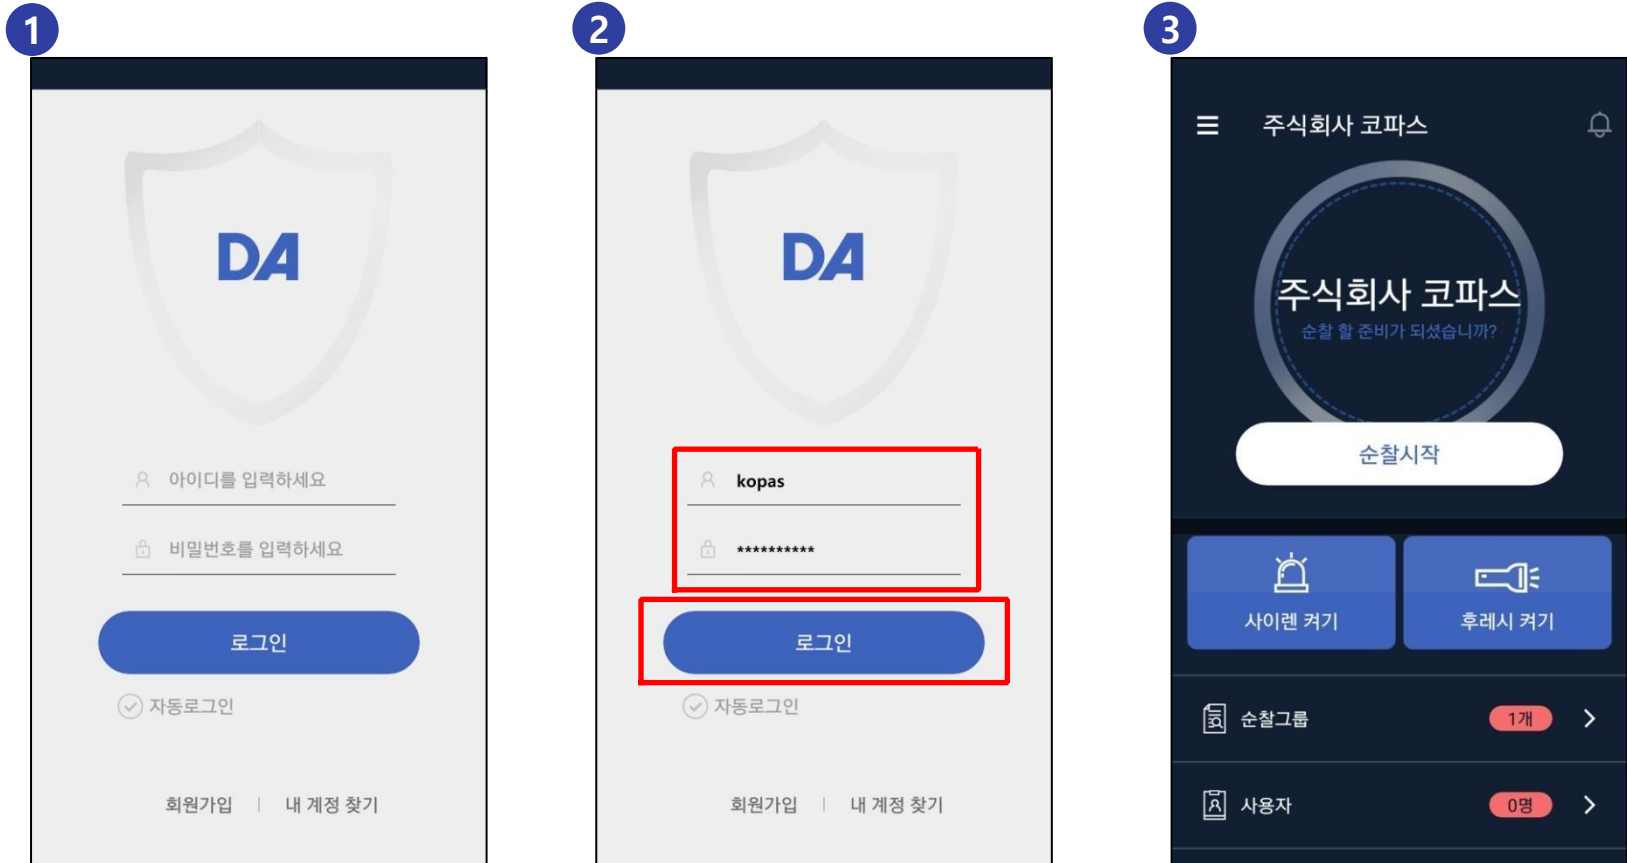 1
DA
아이디를 입력하세요
비밀번호를 입력하세요
로그인
자동로그인
회원가입 | 내 계정 찾기
2
DA
kopas
**********
로그인
자동로그인
회원가입 | 내 계정 찾기
3
주식회사 코파스
주식회사 코파스
순찰 할 준비가 되셨습니까?
순찰시작
사이렌 켜기
후레시 켜기
순찰그룹 1개
사용자 0명